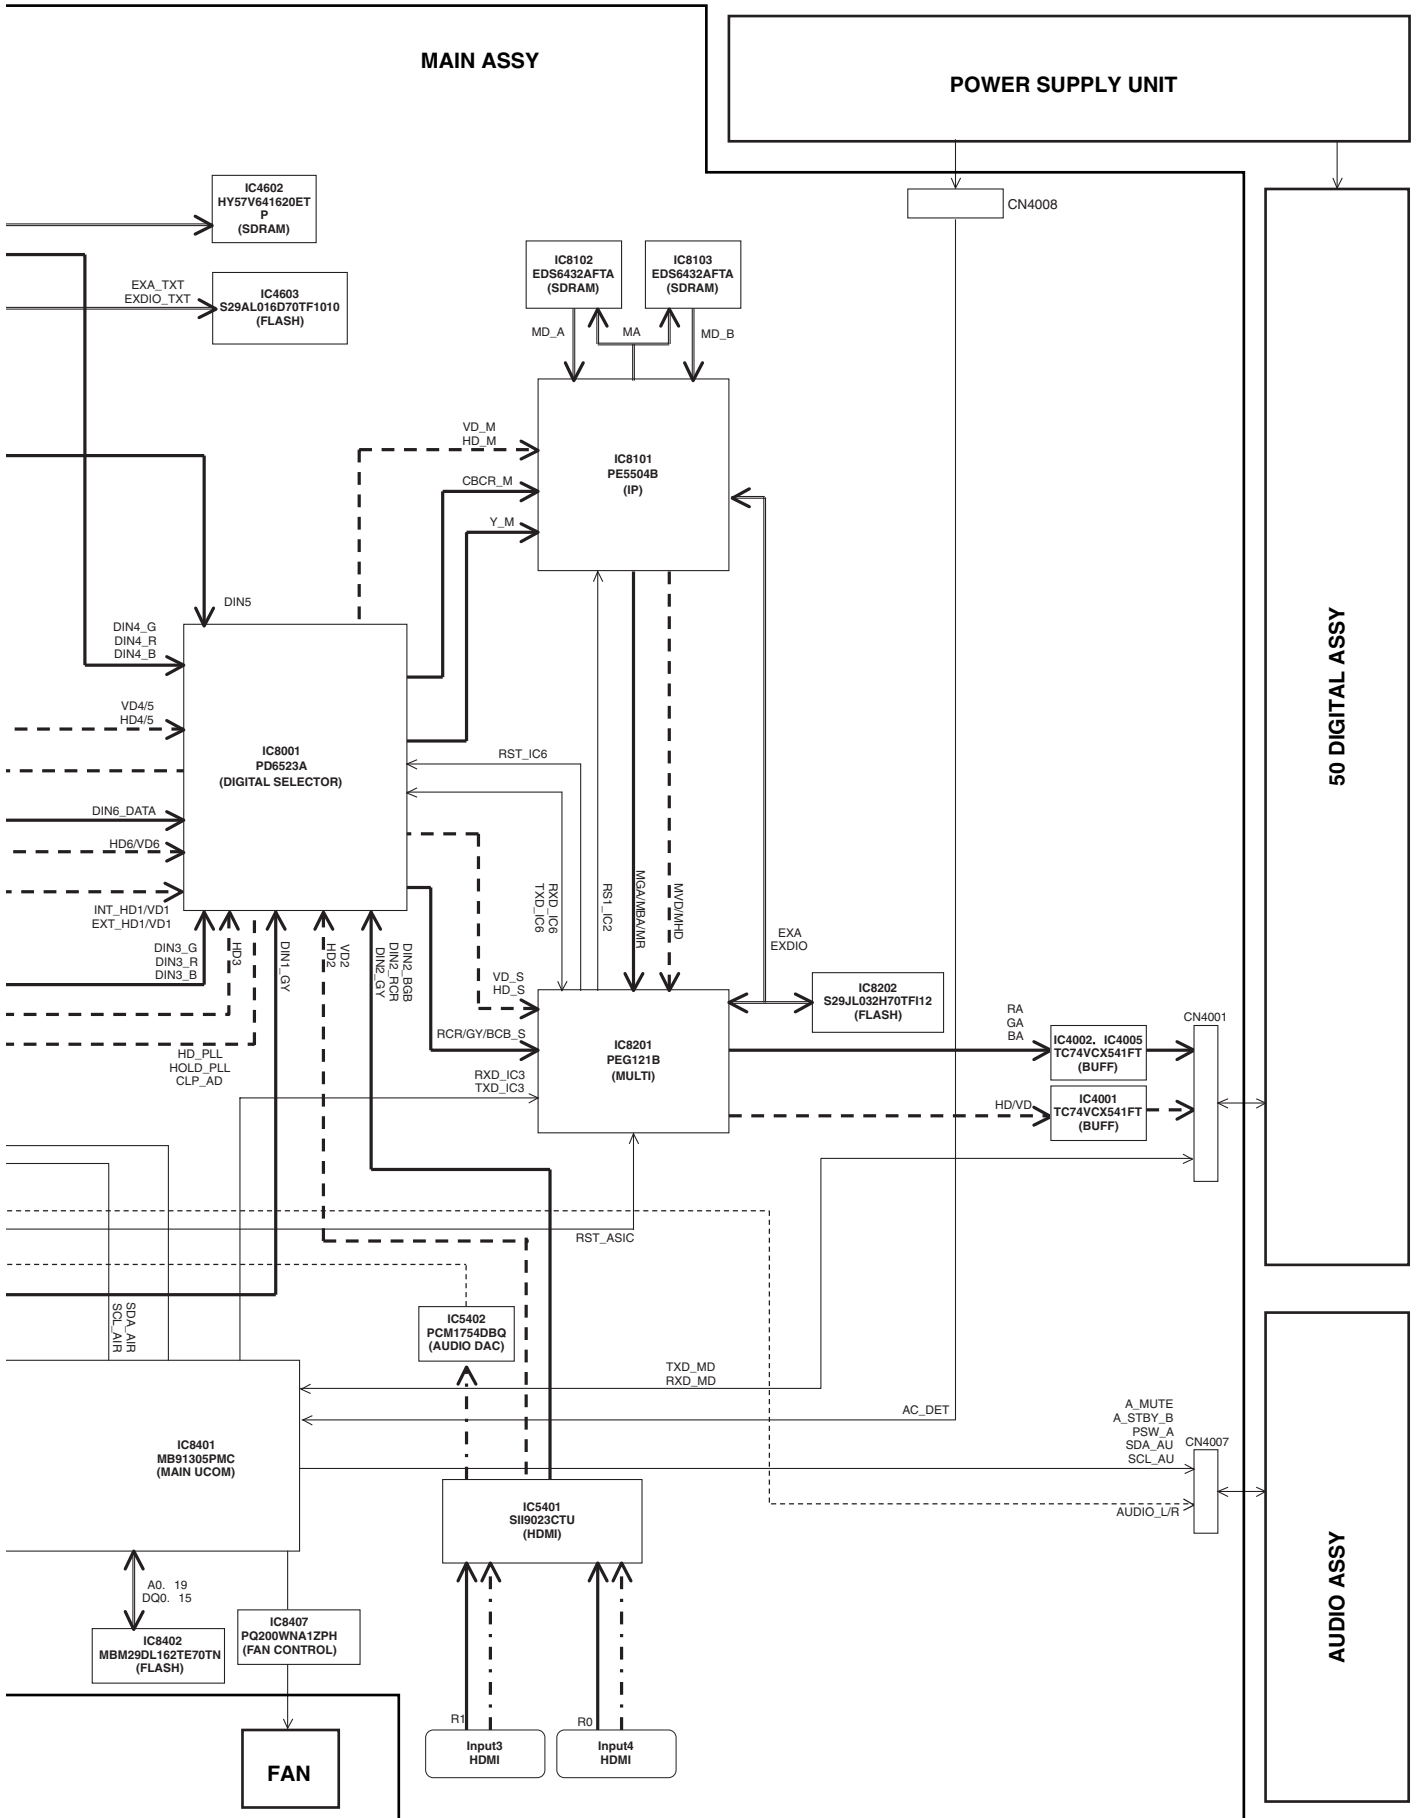 MAIN ASSY
POWER SUPPLY UNIT
CN4008
IC4602
HY57V641620ET
P
(SDRAM)
EXA_TXT
EXDIO_TXT
IC4603
S29AL016D70TF1010
(FLASH)
IC8102
EDS6432AFTA
(SDRAM)
IC8103
EDS6432AFTA
(SDRAM)
MD_A
MA
MD_B
VD_M
HD_M
CBCR_M
Y_M
IC8101
PE5504B
(IP)
DIN5
DIN4_G
DIN4_R
DIN4_B
VD4/5
HD4/5
IC8001
PD6523A
(DIGITAL SELECTOR)
DIN6_DATA
HD6/VD6
INT_HD1/VD1
EXT_HD1/VD1
RST_IC6
RXD_IC6
TXD_IC6
RS1_IC2
MGA/MBA/MR
MVD/MHD
EXA
EXDIO
50 DIGITAL ASSY
DIN3_G
DIN3_R
DIN3_B
HD3
DIN1_GY
VD2
HD2
DIN2_BGB
DIN2_RCR
DIN2_GY
VD_S
HD_S
RCR/GY/BCB_S
IC8201
PEG121B
(MULTI)
IC8202
S29JL032H70TFI12
(FLASH)
RA
GA
BA
IC4002, IC4005
TC74VCX541FT
(BUFF)
CN4001
HD_PLL
HOLD_PLL
CLP_AD
RXD_IC3
TXD_IC3
HD/VD
IC4001
TC74VCX541FT
(BUFF)
RST_ASIC
SDA_AIR
SCL_AIR
IC5402
PCM1754DBQ
(AUDIO DAC)
TXD_MD
RXD_MD
AC_DET
A_MUTE
A_STBY_B
PSW_A
SDA_AU
SCL_AU
CN4007
AUDIO_L/R
IC8401
MB91305PMC
(MAIN UCOM)
IC5401
SII9023CTU
(HDMI)
AUDIO ASSY
A0. 19
DQ0. 15
IC8402
MBM29DL162TE70TN
(FLASH)
IC8407
PQ200WNA1ZPH
(FAN CONTROL)
FAN
R1
Input3
HDMI
R0
Input4
HDMI